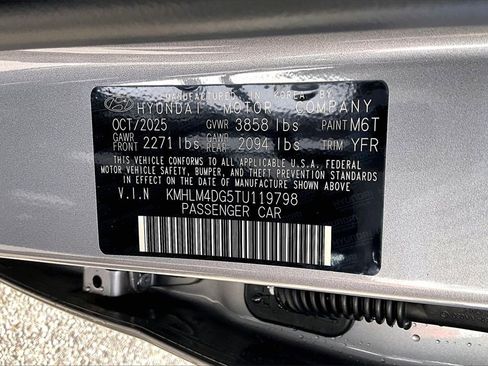 MANUFACTURED IN KOREA BY
HYUNDAI MOTOR COMPANY
OCT/2025 GVWR 3858 lbs PAINT M6T
GAWR FRONT 2271 lbs GAWR REAR 2094 lbs TRIM YFR
THIS VEHICLE CONFORMS TO ALL APPLICABLE U.S.A. FEDERAL
MOTOR VEHICLE SAFETY, BUMPER, AND THEFT PREVENTION STANDARDS
IN EFFECT ON THE DATE OF MANUFACTURE SHOWN ABOVE.
V.I.N KMHLM4DG5TU119798
PASSENGER CAR